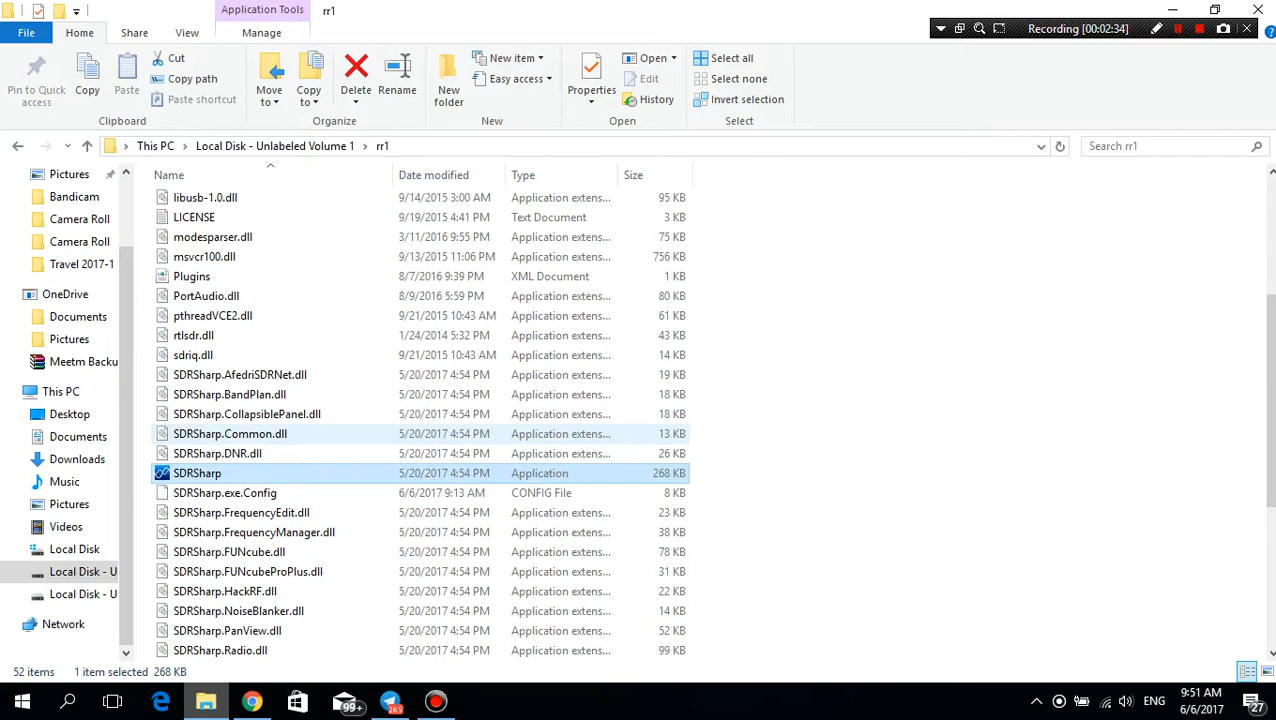 Application Tools
rr1
File
Home
Share
View
Manage
Recording [00:02:34]
Pin to Quick access
Copy
Paste
Cut
Copy path
Paste shortcut
Clipboard
Move to
Copy to
Delete
Rename
Organize
New folder
New item
Easy access
New
Properties
Open
Edit
History
Open
Select all
Select none
Invert selection
Select
This PC > Local Disk - Unlabeled Volume 1 > rr1
Search rr1
Pictures
Bandicam
Camera Roll
Camera Roll
Travel 2017-1
OneDrive
Documents
Pictures
Meetm Backu
This PC
Desktop
Documents
Downloads
Music
Pictures
Videos
Local Disk
Local Disk - U
Local Disk - U
Network
Name Date modified Type Size
libusb-1.0.dll 9/14/2015 3:00 AM Application extens... 95 KB
LICENSE 9/19/2015 4:41 PM Text Document 3 KB
modesparser.dll 3/11/2016 9:55 PM Application extens... 75 KB
msvcr100.dll 9/13/2015 11:06 PM Application extens... 756 KB
Plugins 8/7/2016 9:39 PM XML Document 1 KB
PortAudio.dll 8/9/2016 5:59 PM Application extens... 80 KB
pthreadVCE2.dll 9/21/2015 10:43 AM Application extens... 61 KB
rtlsdr.dll 1/24/2014 5:32 PM Application extens... 43 KB
sdriq.dll 9/21/2015 10:43 AM Application extens... 14 KB
SDRSharp.AfedriSDRNet.dll 5/20/2017 4:54 PM Application extens... 19 KB
SDRSharp.BandPlan.dll 5/20/2017 4:54 PM Application extens... 18 KB
SDRSharp.CollapsiblePanel.dll 5/20/2017 4:54 PM Application extens... 18 KB
SDRSharp.Common.dll 5/20/2017 4:54 PM Application extens... 13 KB
SDRSharp.DNR.dll 5/20/2017 4:54 PM Application extens... 26 KB
SDRSharp 5/20/2017 4:54 PM Application 268 KB
SDRSharp.exe.Config 6/6/2017 9:13 AM CONFIG File 8 KB
SDRSharp.FrequencyEdit.dll 5/20/2017 4:54 PM Application extens... 23 KB
SDRSharp.FrequencyManager.dll 5/20/2017 4:54 PM Application extens... 38 KB
SDRSharp.FUNcube.dll 5/20/2017 4:54 PM Application extens... 78 KB
SDRSharp.FUNcubeProPlus.dll 5/20/2017 4:54 PM Application extens... 31 KB
SDRSharp.HackRF.dll 5/20/2017 4:54 PM Application extens... 22 KB
SDRSharp.NoiseBlanker.dll 5/20/2017 4:54 PM Application extens... 14 KB
SDRSharp.PanView.dll 5/20/2017 4:54 PM Application extens... 52 KB
SDRSharp.Radio.dll 5/20/2017 4:54 PM Application extens... 99 KB
52 items 1 item selected 268 KB
99+
265
ENG
9:51 AM
6/6/2017
27